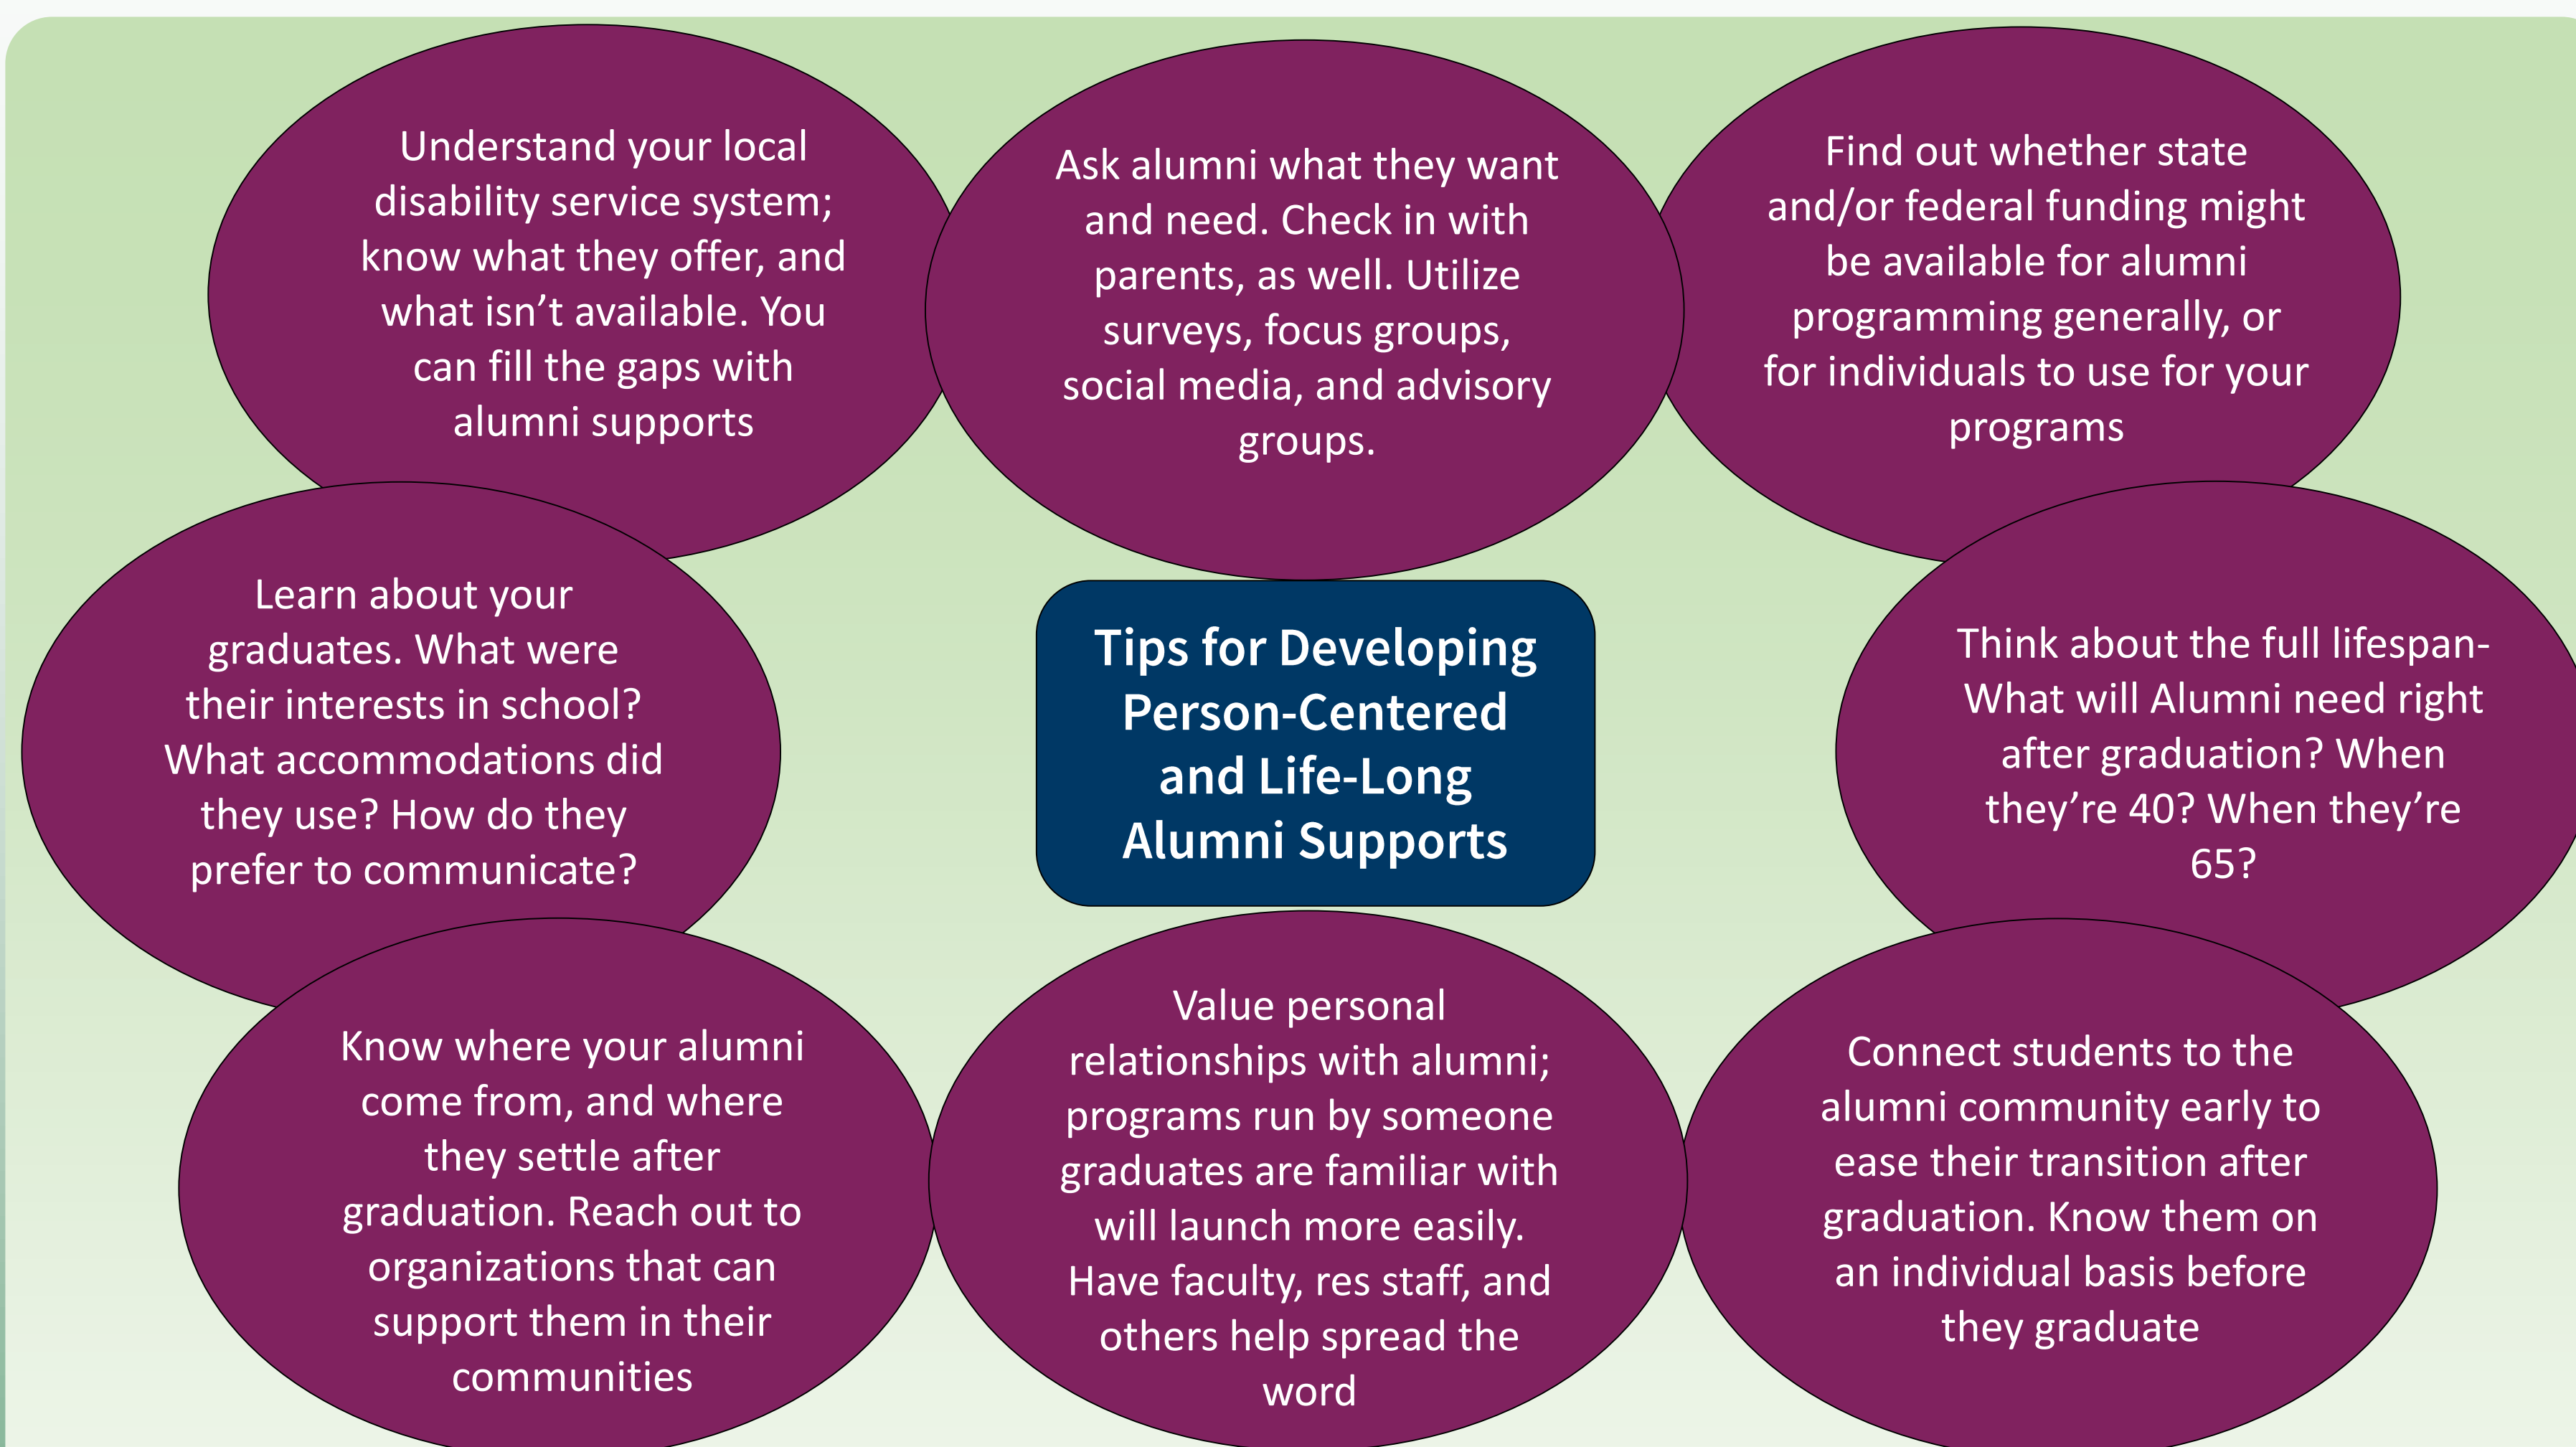 Understand your local
disability service system;
know what they offer, and
what isn’t available. You
can fill the gaps with
alumni supports
Ask alumni what they want
and need. Check in with
parents, as well. Utilize
surveys, focus groups,
social media, and advisory
groups.
Find out whether state
and/or federal funding might
be available for alumni
programming generally, or
for individuals to use for your
programs
Learn about your
graduates. What were
their interests in school?
What accommodations did
they use? How do they
prefer to communicate?
Tips for Developing
Person-Centered
and Life-Long
Alumni Supports
Think about the full lifespan-
What will Alumni need right
after graduation? When
they’re 40? When they’re
65?
Know where your alumni
come from, and where
they settle after
graduation. Reach out to
organizations that can
support them in their
communities
Value personal
relationships with alumni;
programs run by someone
graduates are familiar with
will launch more easily.
Have faculty, res staff, and
others help spread the
word
Connect students to the
alumni community early to
ease their transition after
graduation. Know them on
an individual basis before
they graduate